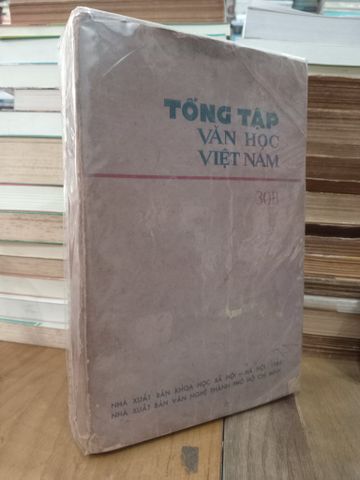 TỔNG TẬP
VĂN HỌC
VIỆT NAM
30B
NHÀ XUẤT BẢN KHOA HỌC XÃ HỘI - HÀ NỘI
NHÀ XUẤT BẢN VĂN NGHỆ THÀNH PHỐ HỒ CHÍ MINH